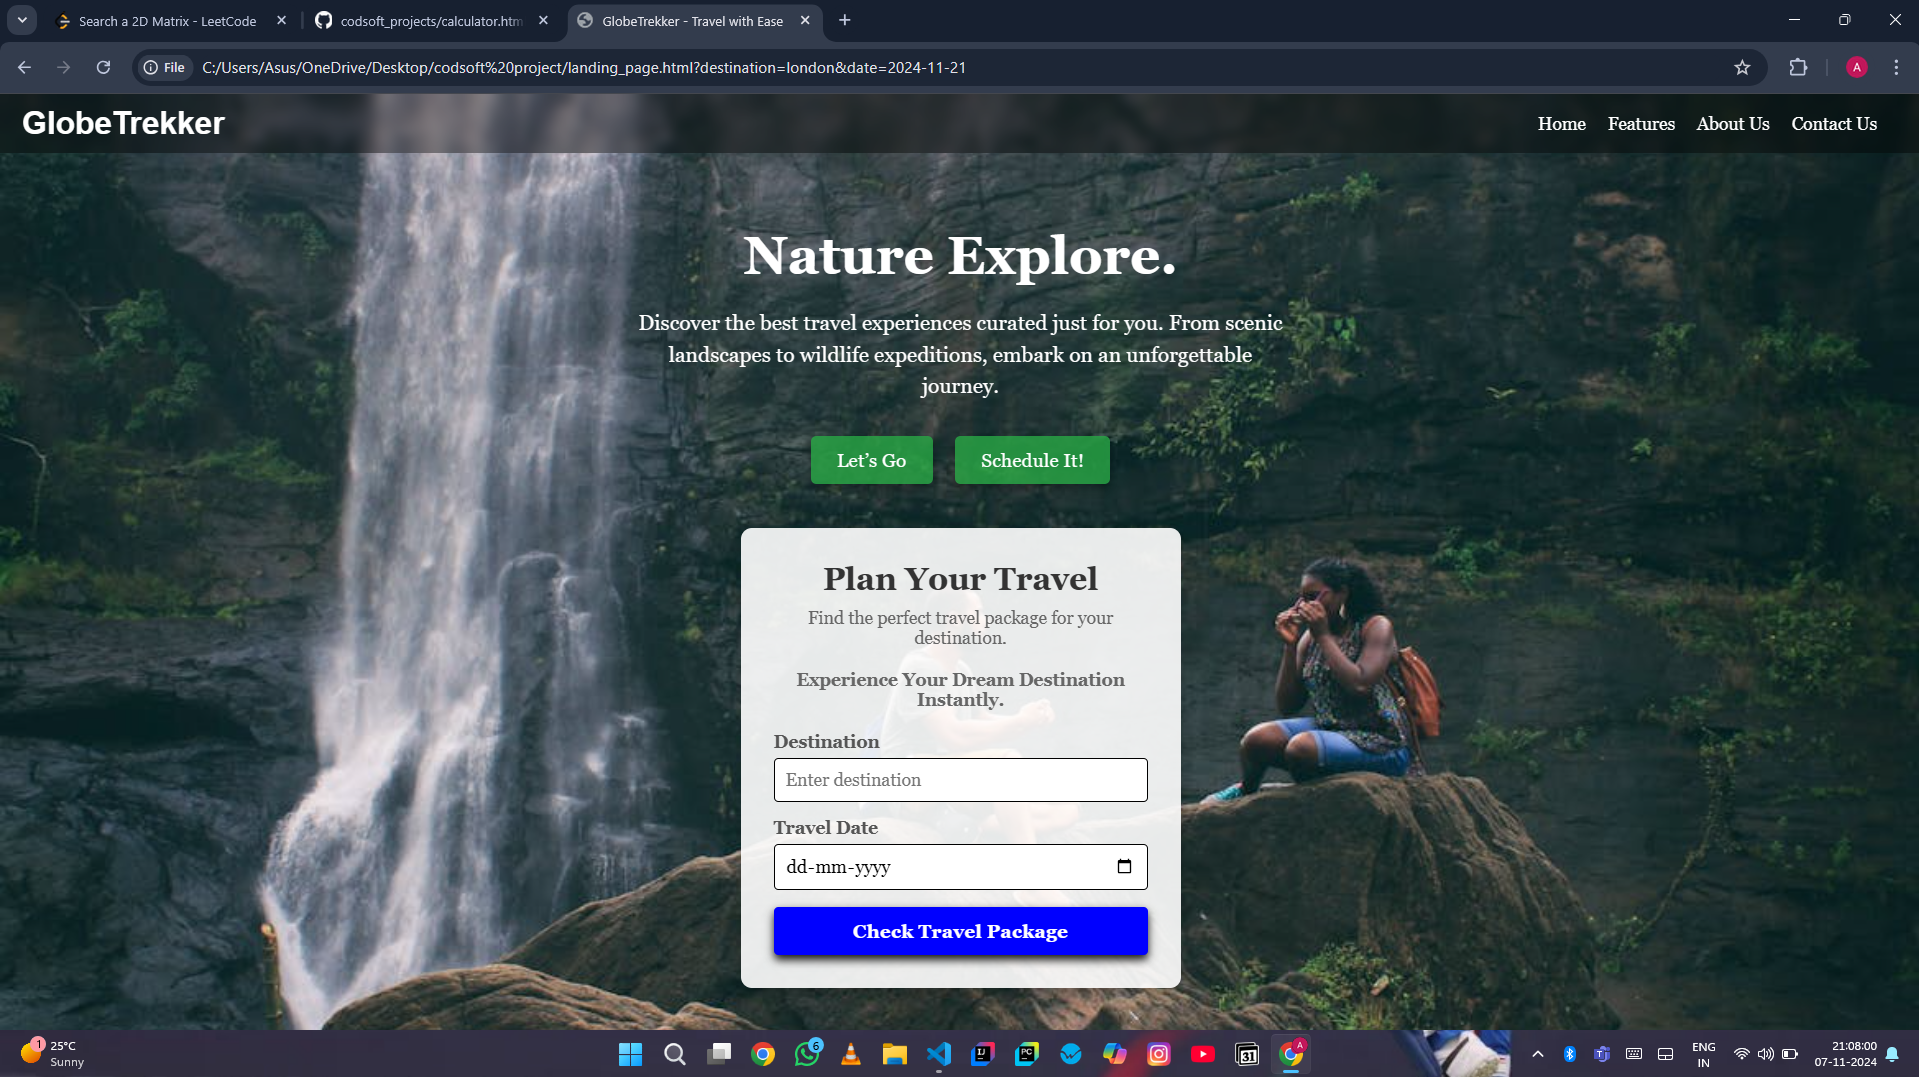 Search a 2D Matrix - LeetCode
codsoft_projects/calculator.htm
GlobeTrekker - Travel with Ease
File
C:/Users/Asus/OneDrive/Desktop/codsoft%20project/landing_page.html?destination=london&date=2024-11-21
A
GlobeTrekker
Home
Features
About Us
Contact Us
Nature Explore.
Discover the best travel experiences curated just for you. From scenic
landscapes to wildlife expeditions, embark on an unforgettable
journey.
Let's Go
Schedule It!
Plan Your Travel
Find the perfect travel package for your
destination.
Experience Your Dream Destination
Instantly.
Destination
Enter destination
Travel Date
dd-mm-yyyy
Check Travel Package
1
25°C
Sunny
6
IJ
PC
31
A
ENG
IN
21:08:00
07-11-2024